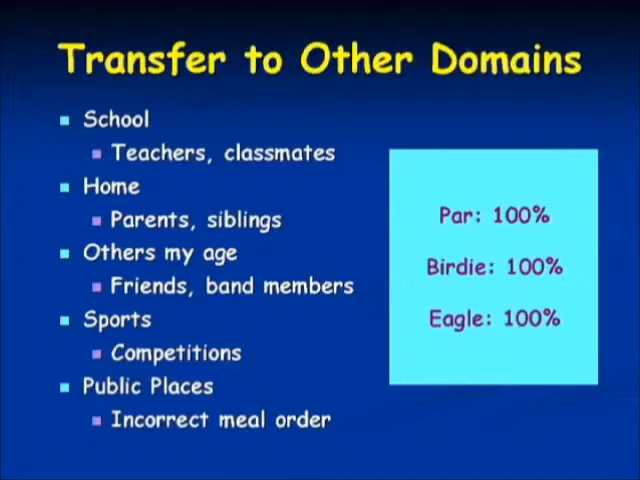 Transfer to Other Domains
School
Teachers, classmates
Home
Parents, siblings
Others my age
Friends, band members
Sports
Competitions
Public Places
Incorrect meal order
Par: 100%
Birdie: 100%
Eagle: 100%